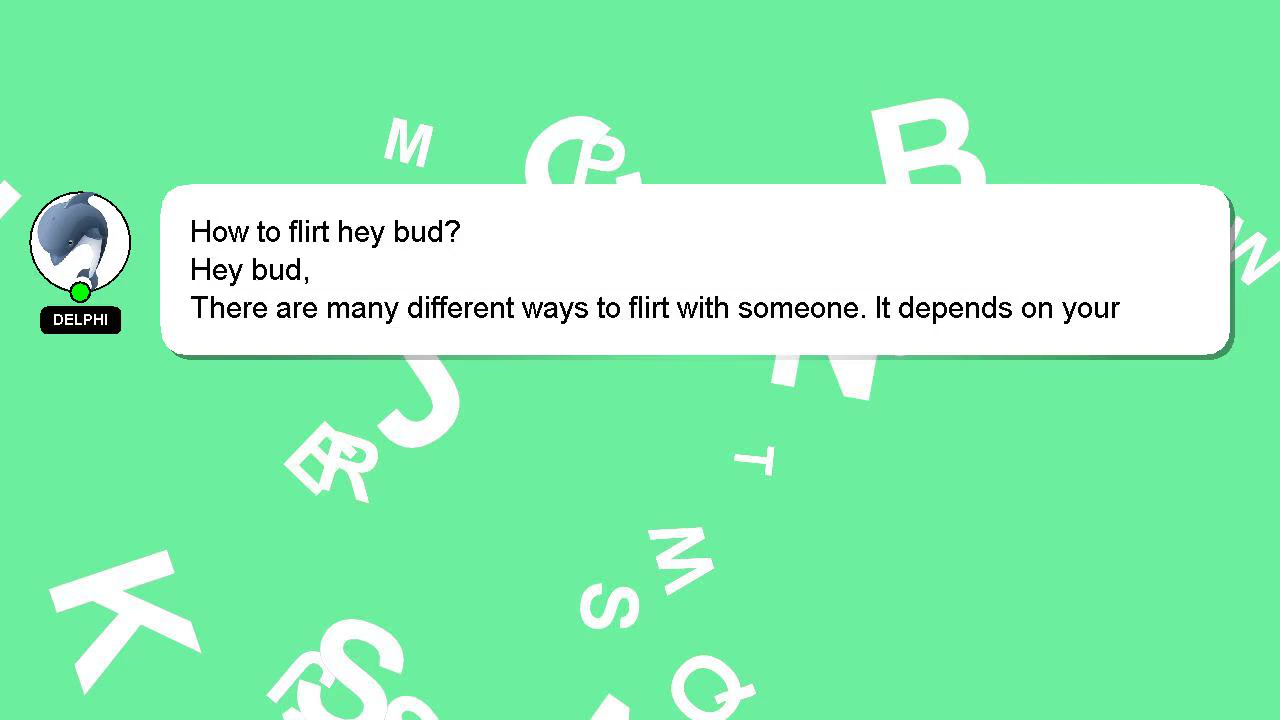 M
C
P
B
W
How to flirt hey bud?
Hey bud,
There are many different ways to flirt with someone. It depends on your
DELPHI
J
N
R
T
K
M
S
S
Q